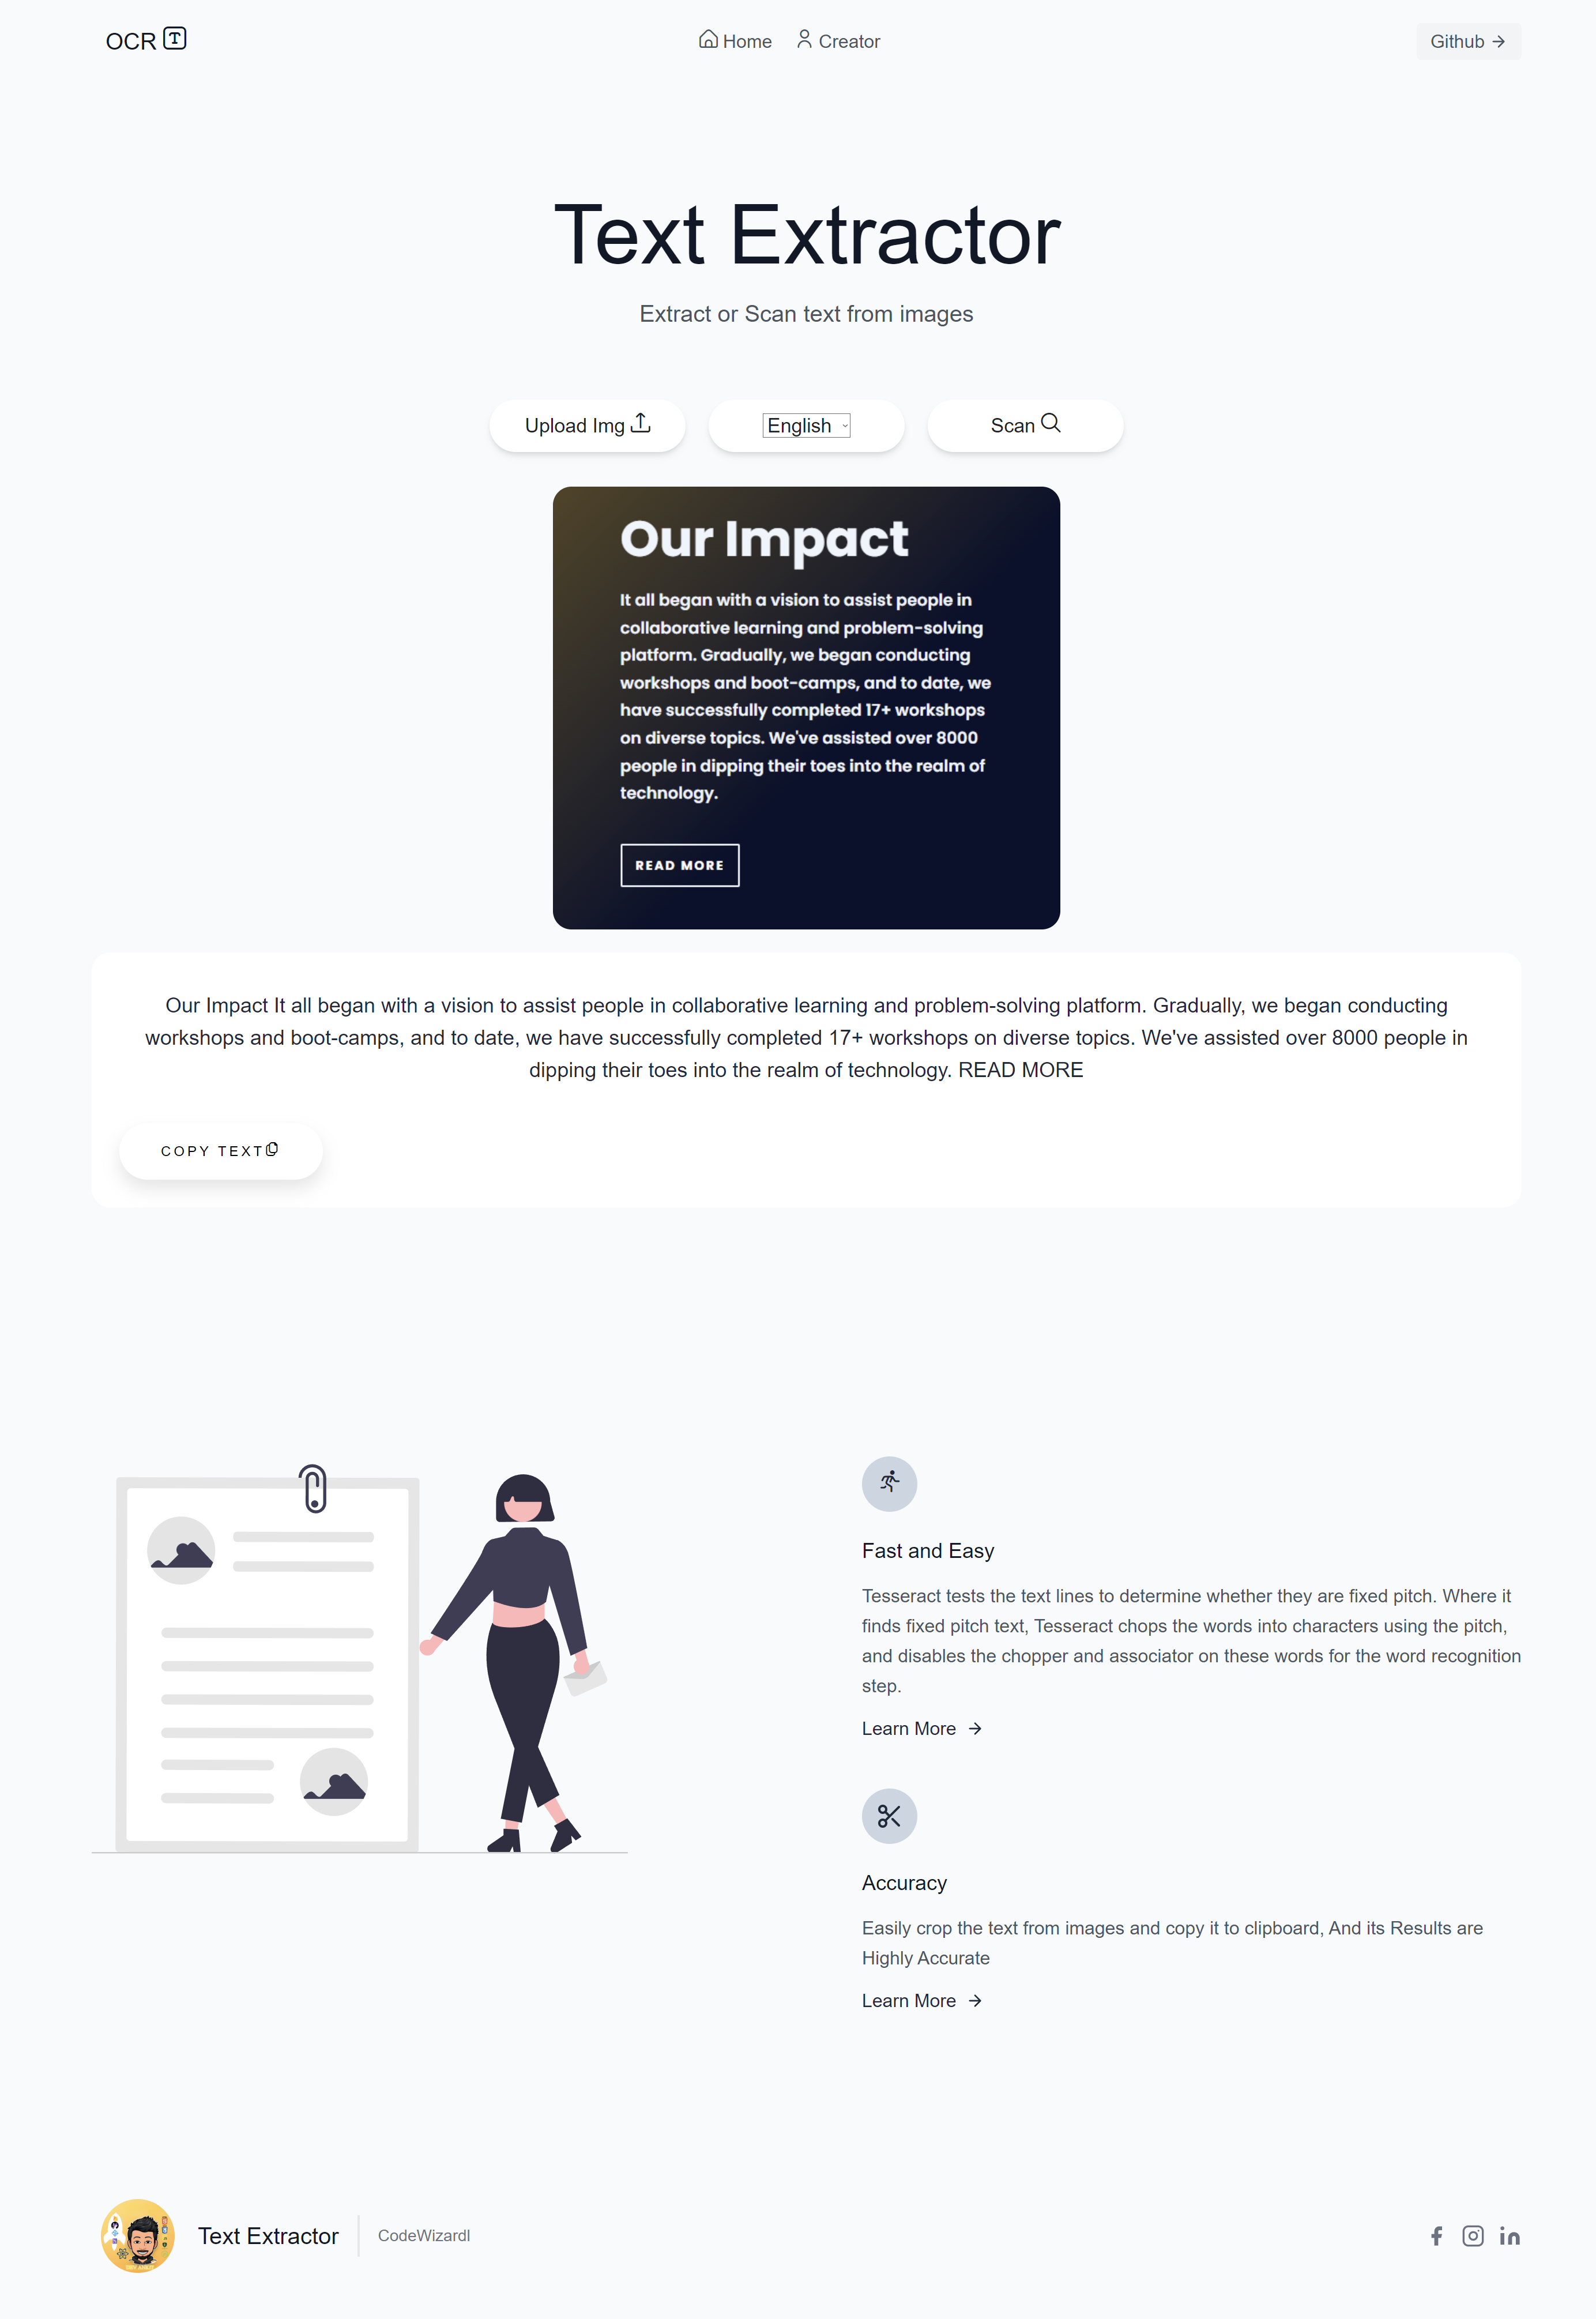 OCR T
Home Creator
Github
Text Extractor
Extract or Scan text from images
Upload Img
English
Scan
Our Impact
It all began with a vision to assist people in
collaborative learning and problem-solving
platform. Gradually, we began conducting
workshops and boot-camps, and to date, we
have successfully completed 17+ workshops
on diverse topics. We've assisted over 8000
people in dipping their toes into the realm of
technology.
READ MORE
Our Impact It all began with a vision to assist people in collaborative learning and problem-solving platform. Gradually, we began conducting
workshops and boot-camps, and to date, we have successfully completed 17+ workshops on diverse topics. We've assisted over 8000 people in
dipping their toes into the realm of technology. READ MORE
COPY TEXT
Fast and Easy
Tesseract tests the text lines to determine whether they are fixed pitch. Where it
finds fixed pitch text, Tesseract chops the words into characters using the pitch,
and disables the chopper and associator on these words for the word recognition
step.
Learn More
Accuracy
Easily crop the text from images and copy it to clipboard, And its Results are
Highly Accurate
Learn More
Text Extractor
CodeWizardl